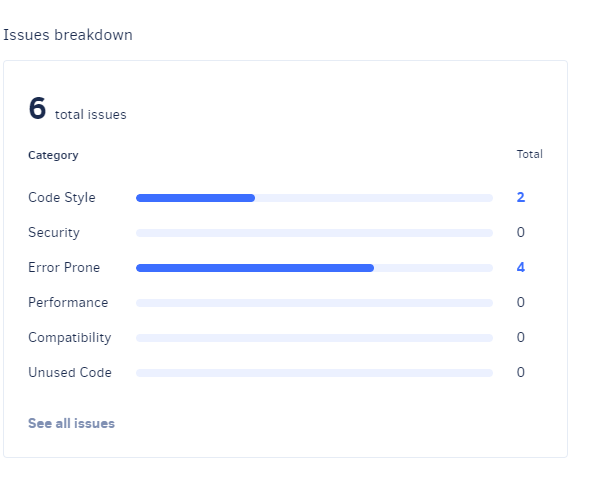 Issues breakdown
6 total issues
Category Total
Code Style 2
Security 0
Error Prone 4
Performance 0
Compatibility 0
Unused Code 0
See all issues